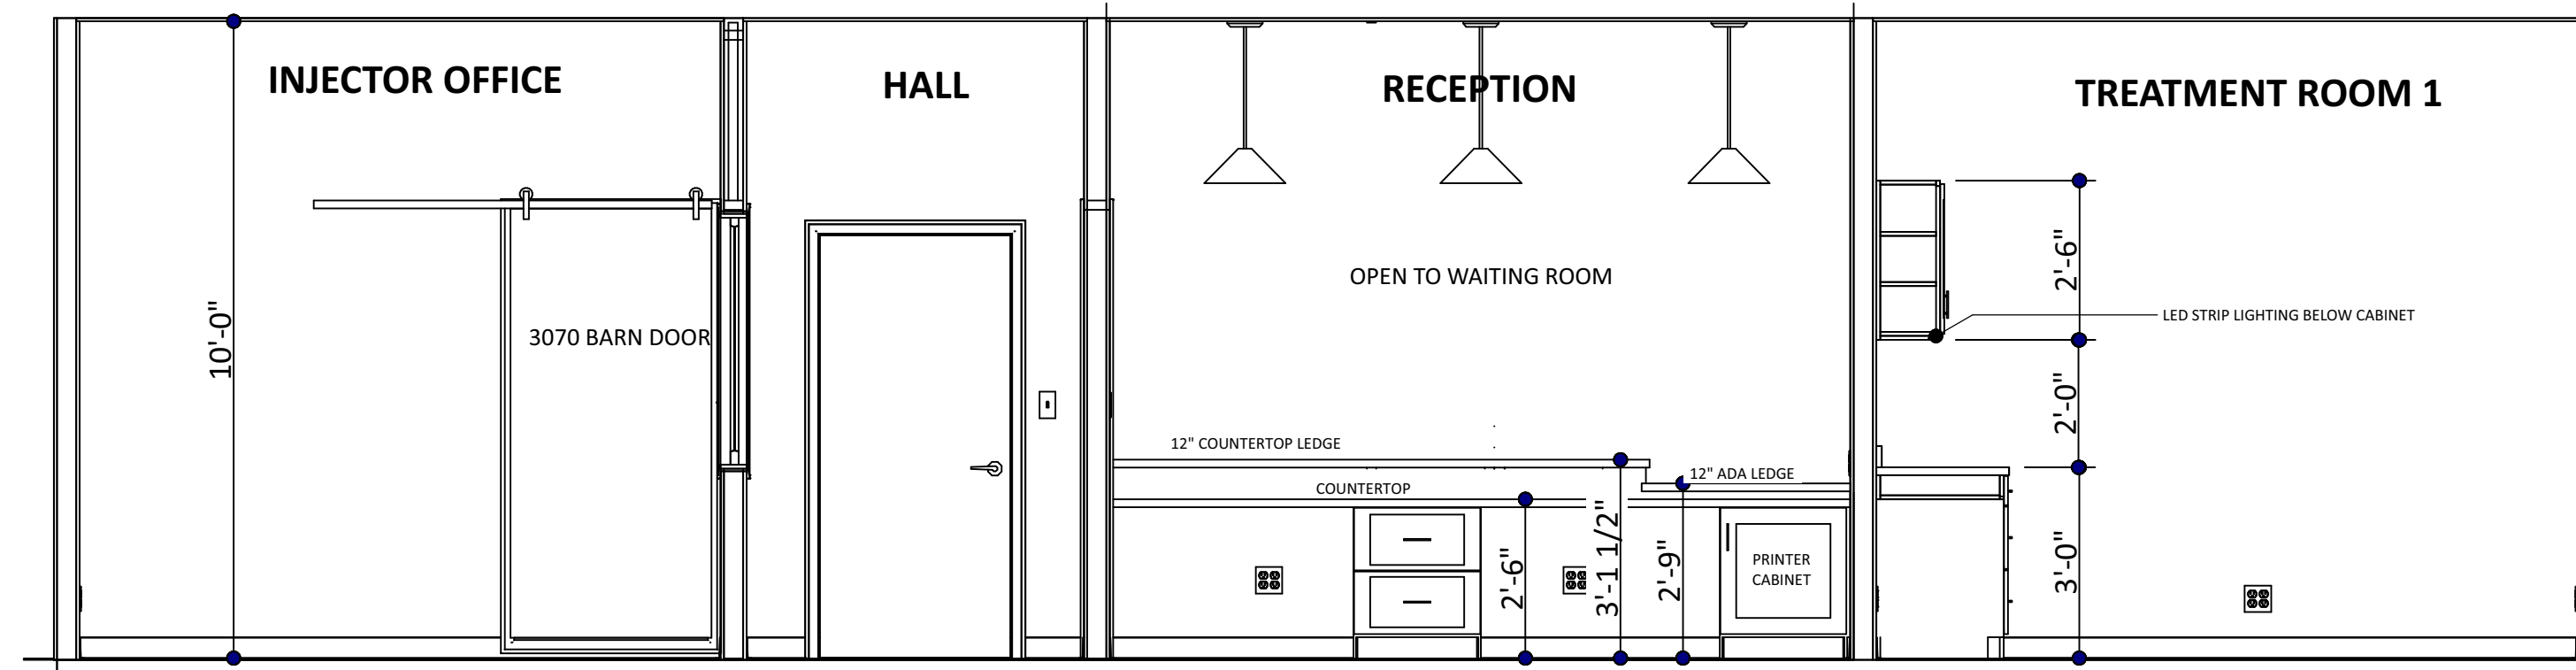 INJECTOR OFFICE
HALL
RECEPTION
TREATMENT ROOM 1
10'-0"
3070 BARN DOOR
OPEN TO WAITING ROOM
12" COUNTERTOP LEDGE
COUNTERTOP
12" ADA LEDGE
2'-6"
3'-1 1/2"
2'-9"
PRINTER
CABINET
2'-6"
LED STRIP LIGHTING BELOW CABINET
2'-0"
3'-0"